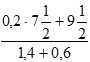 0,2 · 7 1/2 + 9 1/2
1,4 + 0,6